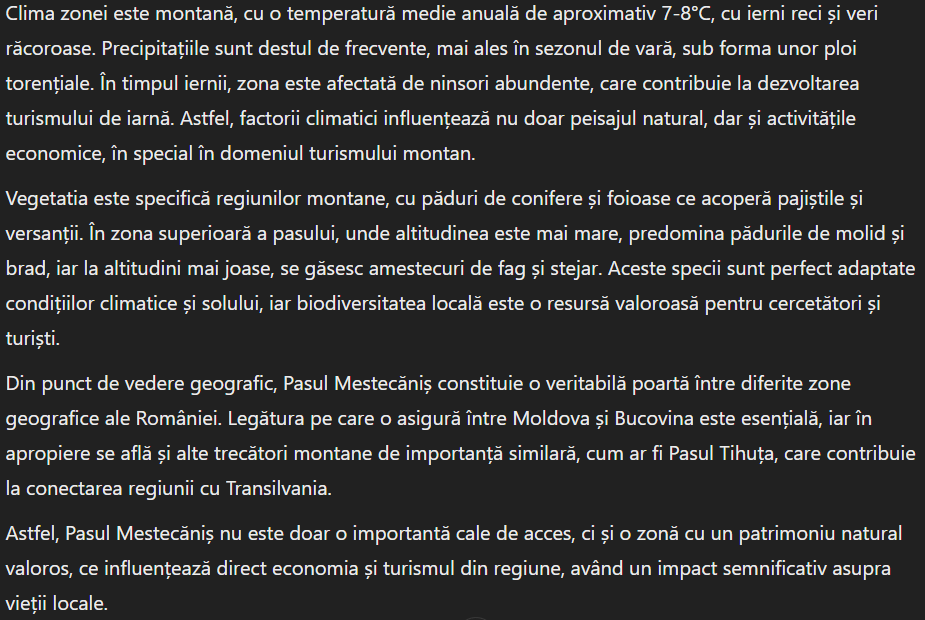 Clima zonei este montană, cu o temperatură medie anuală de aproximativ 7-8°C, cu ierni reci și veri
răcoroase. Precipitațiile sunt destul de frecvente, mai ales în sezonul de vară, sub forma unor ploi
torențiale. În timpul iernii, zona este afectată de ninsori abundente, care contribuie la dezvoltarea
turismului de iarnă. Astfel, factorii climatici influențează nu doar peisajul natural, dar și activitățile
economice, în special în domeniul turismului montan.
Vegetatia este specifică regiunilor montane, cu păduri de conifere și foioase ce acoperă pajiștile și
versanții. În zona superioară a pasului, unde altitudinea este mai mare, predomina pădurile de molid și
brad, iar la altitudini mai joase, se găsesc amestecuri de fag și stejar. Aceste specii sunt perfect adaptate
condițiilor climatice și solului, iar biodiversitatea locală este o resursă valoroasă pentru cercetători și
turiști.
Din punct de vedere geografic, Pasul Mestecăniș constituie o veritabilă poartă între diferite zone
geografice ale României. Legătura pe care o asigură între Moldova și Bucovina este esențială, iar în
apropiere se află și alte trecători montane de importanță similară, cum ar fi Pasul Tihuța, care contribuie
la conectarea regiunii cu Transilvania.
Astfel, Pasul Mestecăniș nu este doar o importantă cale de acces, ci și o zonă cu un patrimoniu natural
valoros, ce influențează direct economia și turismul din regiune, având un impact semnificativ asupra
vieții locale.